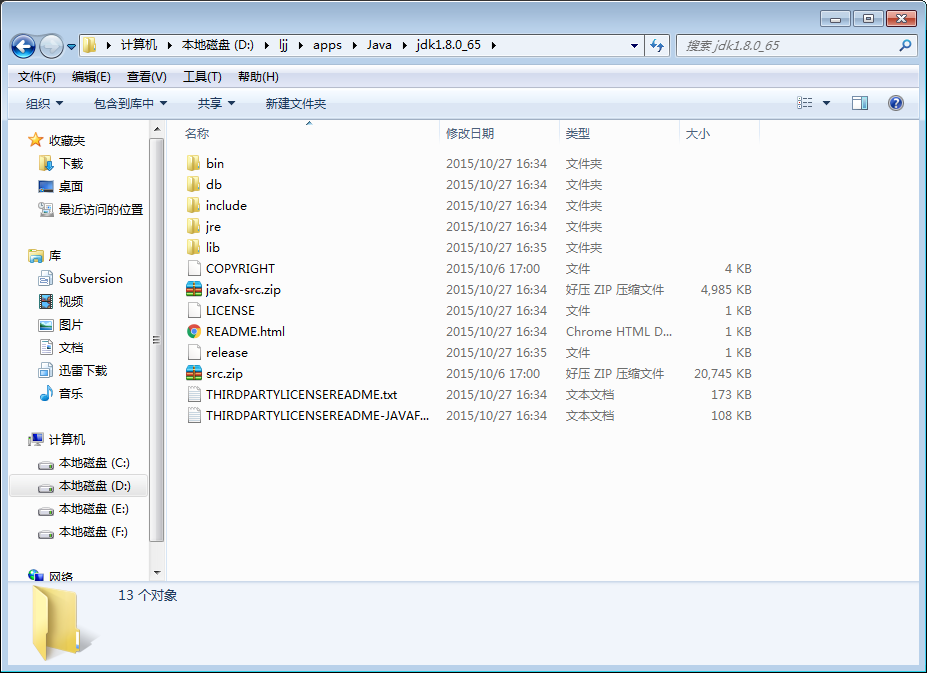 计算机 本地磁盘 (D:) ljj apps Java jdk1.8.0_65 搜索 jdk1.8.0_65
文件(F) 编辑(E) 查看(V) 工具(T) 帮助(H)
组织 包含到库中 共享 新建文件夹
收藏夹
下载
桌面
最近访问的位置
库
Subversion
视频
图片
文档
迅雷下载
音乐
计算机
本地磁盘 (C:)
本地磁盘 (D:)
本地磁盘 (E:)
本地磁盘 (F:)
网络
名称 修改日期 类型 大小
bin 2015/10/27 16:34 文件夹
db 2015/10/27 16:34 文件夹
include 2015/10/27 16:34 文件夹
jre 2015/10/27 16:34 文件夹
lib 2015/10/27 16:35 文件夹
COPYRIGHT 2015/10/6 17:00 文件 4 KB
javafx-src.zip 2015/10/27 16:34 好压 ZIP 压缩文件 4,985 KB
LICENSE 2015/10/27 16:34 文件 1 KB
README.html 2015/10/27 16:34 Chrome HTML D... 1 KB
release 2015/10/27 16:35 文件 1 KB
src.zip 2015/10/6 17:00 好压 ZIP 压缩文件 20,745 KB
THIRDPARTYLICENSEREADME.txt 2015/10/27 16:34 文本文档 173 KB
THIRDPARTYLICENSEREADME-JAVAF... 2015/10/27 16:34 文本文档 108 KB
13 个对象